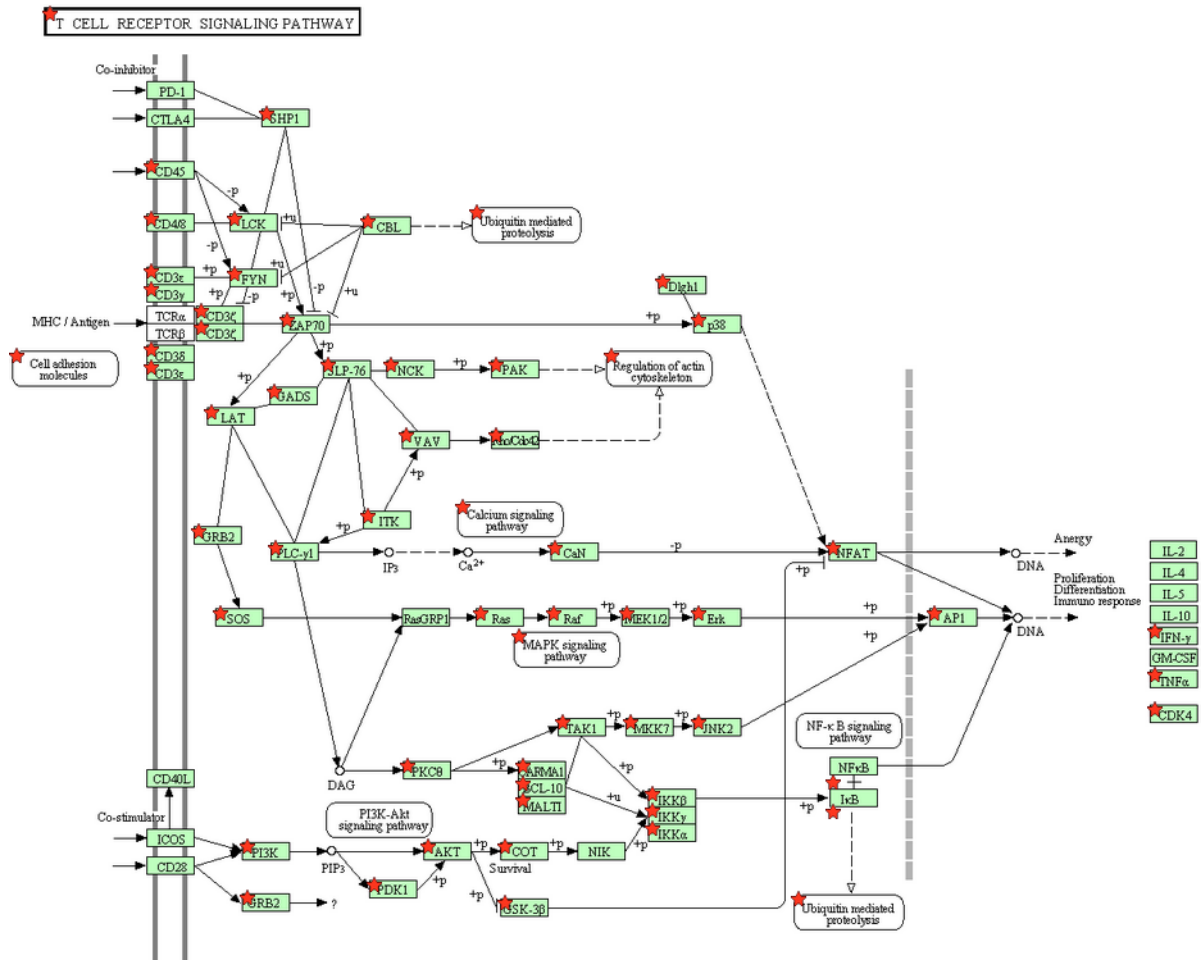 T CELL RECEPTOR SIGNALING PATHWAY
Co-inhibitor
PD-1
CTLA4
SHP1
CD45
-p
CD4/8
LCK
+u
CBL
Ubiquitin mediated
proteolysis
-p
+u
CD3ε
+p
FYN
CD3γ
+p
-p
+p
-p
+u
Dlgh1
MHC / Antigen
TCRα
CD3ζ
TCRβ
CD3ζ
ZAP70
+p
p38
Cell adhesion
molecules
CD3δ
CD3ε
+p
+p
SLP-76
NCK
+p
PAK
Regulation of actin
cytoskeleton
GADS
LAT
VAV
Rho/Cdc42
+p
Calcium signaling
pathway
ITK
+p
GRB2
PLC-γ1
IP3
Ca2+
CaN
-p
NFAT
+p
DNA
Anergy
Proliferation
Differentiation
Immuno response
SOS
RasGRP1
Ras
Raf
+p
MEK1/2
+p
Erk
+p
AP1
DNA
+p
MAPK signaling
pathway
IL-2
IL-4
IL-5
IL-10
IFN-γ
GM-CSF
TNFα
CDK4
TAK1
+p
MKK7
+p
JNK2
NF-κB signaling
pathway
DAG
PKCθ
+p
CARMA1
BCL-10
MALT1
+p
+u
IKKβ
IKKγ
IKKα
+p
NFκB
IκB
CD40L
Co-stimulator
ICOS
CD28
PI3K-Akt
signaling pathway
PI3K
PIP3
AKT
+p
COT
+p
NIK
+p
Survival
PDK1
+p
GRB2
?
+p
GSK-3β
Ubiquitin mediated
proteolysis